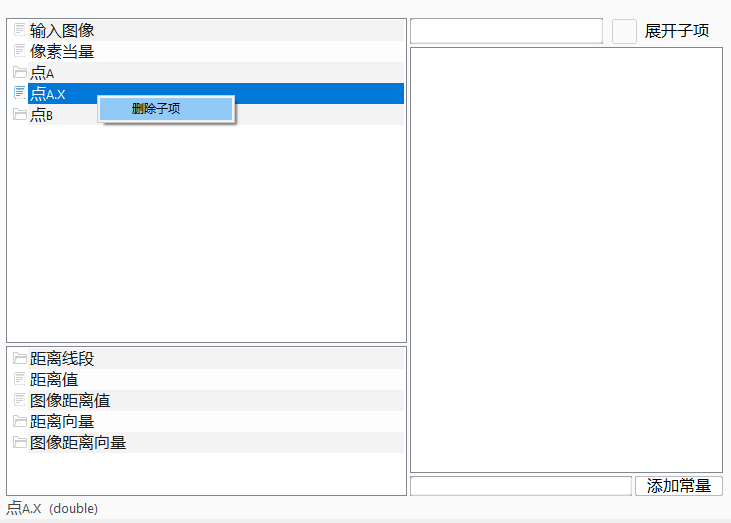 输入图像
像素当量
点A
点A.X
删除子项
点B
距离线段
距离值
图像距离值
距离向量
图像距离向量
展开子项
添加常量
点A.X (double)